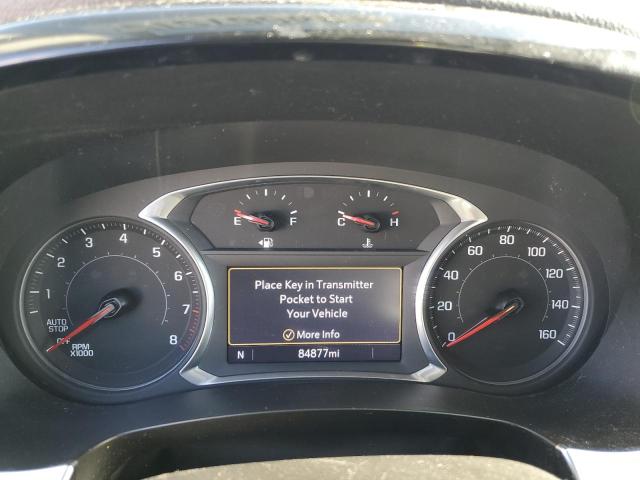 E F
C H
1 2 3 4 5 6 7 8
AUTO
STOP
OFF
RPM
X1000
Place Key in Transmitter
Pocket to Start
Your Vehicle
More Info
N 84877mi
0 20 40 60 80 100 120 140 160